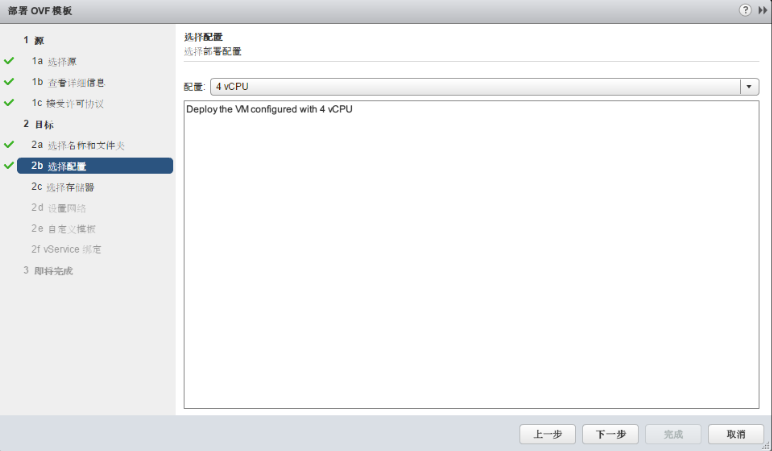 部署 OVF 模板
1 源
1a 选择源
1b 查看详细信息
1c 接受许可协议
2 目标
2a 选择名称和文件夹
2b 选择配置
2c 选择存储器
2d 设置网络
2e 自定义模板
2f vService 绑定
3 即将完成
选择配置
选择部署配置
配置: 4 vCPU
Deploy the VM configured with 4 vCPU
上一步 下一步 完成 取消